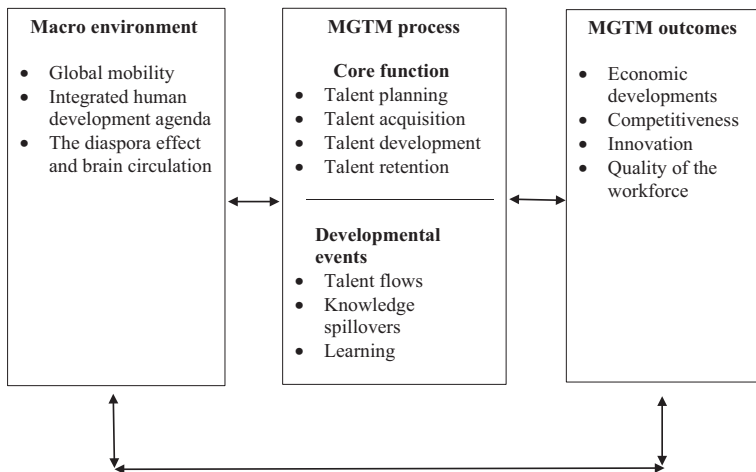 Macro environment
• Global mobility
• Integrated human
development agenda
• The diaspora effect
and brain circulation
MGTM process
Core function
• Talent planning
• Talent acquisition
• Talent development
• Talent retention
Developmental
events
• Talent flows
• Knowledge
spillovers
• Learning
MGTM outcomes
• Economic
developments
• Competitiveness
• Innovation
• Quality of the
workforce